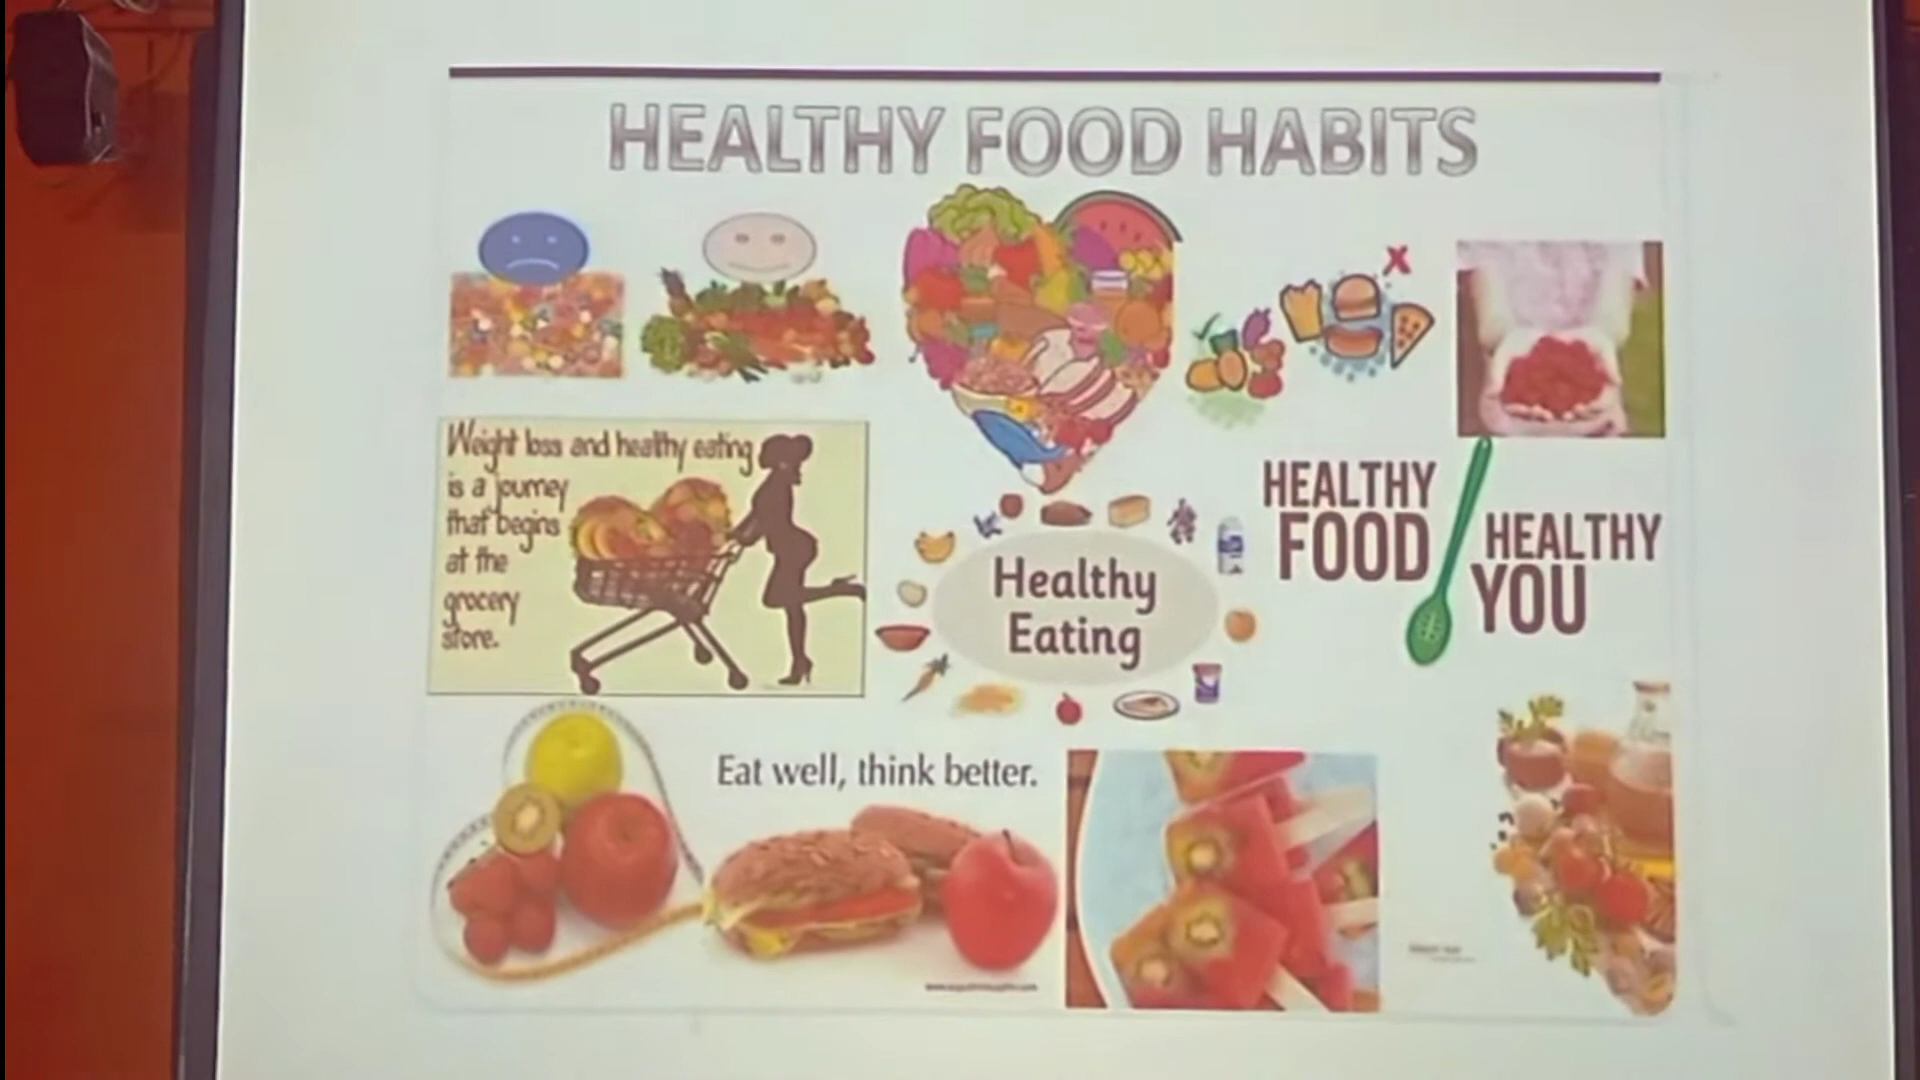 HEALTHY FOOD HABITS
Weight loss and healthy eating
is a journey
that begins
at the
grocery
store.
Healthy
Eating
HEALTHY
FOOD
HEALTHY
YOU
Eat well, think better.